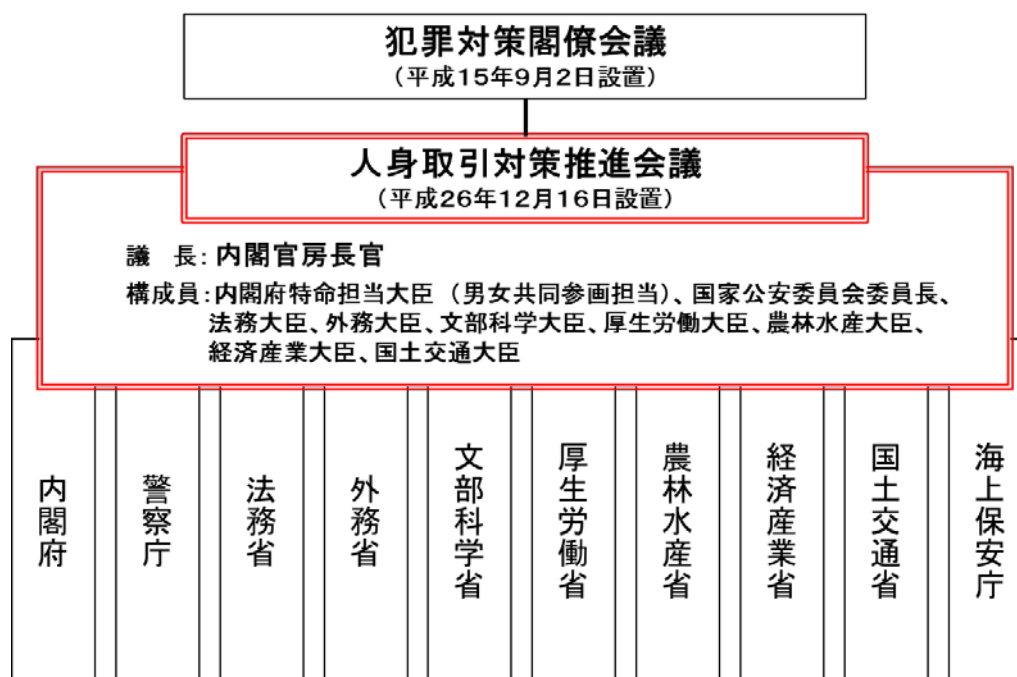 犯罪対策閣僚会議
（平成15年9月2日設置）
人身取引対策推進会議
（平成26年12月16日設置）
議　長：内閣官房長官
構成員：内閣府特命担当大臣（男女共同参画担当）、国家公安委員会委員長、
法務大臣、外務大臣、文部科学大臣、厚生労働大臣、農林水産大臣、
経済産業大臣、国土交通大臣
内閣府
警察庁
法務省
外務省
文部科学省
厚生労働省
農林水産省
経済産業省
国土交通省
海上保安庁